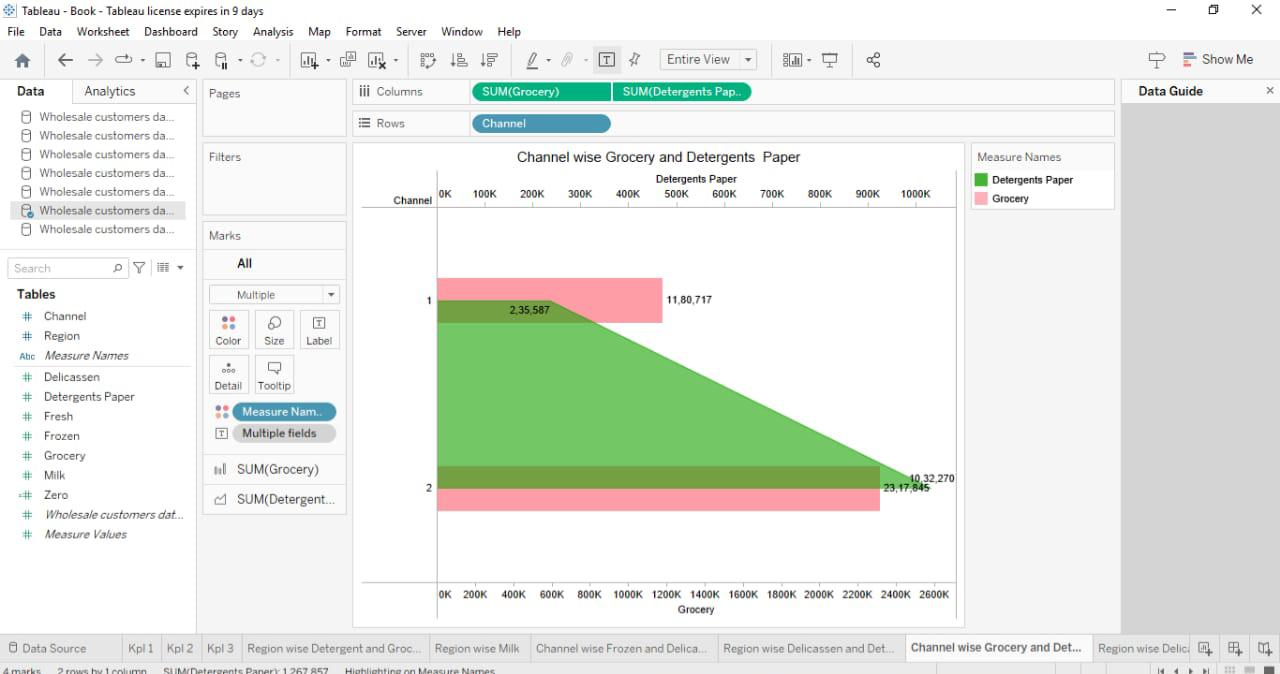 Tableau - Book - Tableau license expires in 9 days
File Data Worksheet Dashboard Story Analysis Map Format Server Window Help
Entire View
Show Me
Data Analytics
Wholesale customers da...
Wholesale customers da...
Wholesale customers da...
Wholesale customers da...
Wholesale customers da...
Wholesale customers da...
Wholesale customers da...
Search
Tables
Channel
Region
Abc Measure Names
Delicassen
Detergents Paper
Fresh
Frozen
Grocery
Milk
Zero
Wholesale customers dat...
Measure Values
Pages
Filters
Marks
All
Multiple
Color Size Label
Detail Tooltip
Measure Nam..
Multiple fields
SUM(Grocery)
SUM(Detergent...
Columns SUM(Grocery) SUM(Detergents Pap..
Rows Channel
Channel wise Grocery and Detergents Paper
Detergents Paper
0K 100K 200K 300K 400K 500K 600K 700K 800K 900K 1000K
Channel
1
11,80,717
2,35,587
2
10,32,270
23,17,845
0K 200K 400K 600K 800K 1000K 1200K 1400K 1600K 1800K 2000K 2200K 2400K 2600K
Grocery
Measure Names
Detergents Paper
Grocery
Data Guide
Data Source Kpl 1 Kpl 2 Kpl 3 Region wise Detergent and Groc... Region wise Milk Channel wise Frozen and Delica... Region wise Delicassen and Det... Channel wise Grocery and Det... Region wise Delica
4 marks 2 rows by 1 column SUM(Detergents Paper): 1,267,857 Highlighting on Measure Names